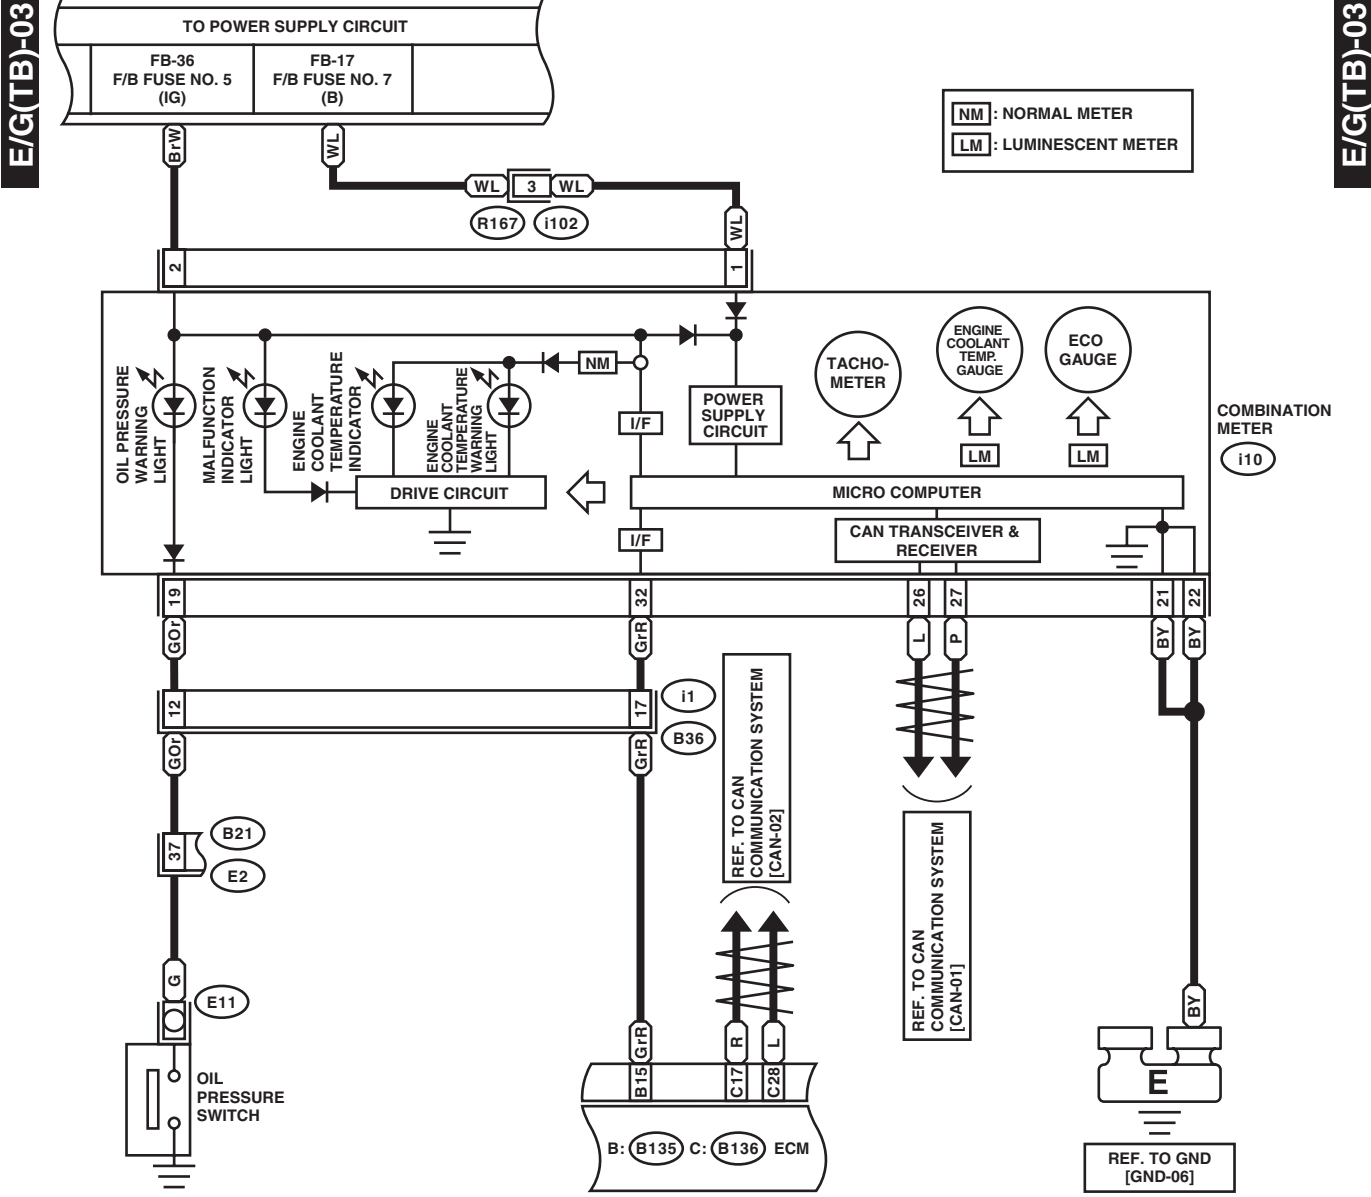 E/G(TB)-03
E/G(TB)-03
TO POWER SUPPLY CIRCUIT
FB-36
F/B FUSE NO. 5
(IG)
FB-17
F/B FUSE NO. 7
(B)
NM : NORMAL METER
LM : LUMINESCENT METER
BrW
WL
WL
3
WL
R167
i102
WL
2
1
OIL PRESSURE
WARNING
LIGHT
MALFUNCTION
INDICATOR
LIGHT
ENGINE
COOLANT
TEMPERATURE
INDICATOR
ENGINE
COOLANT
TEMPERATURE
WARNING
LIGHT
NM
I/F
POWER
SUPPLY
CIRCUIT
TACHO-
METER
ENGINE
COOLANT
TEMP.
GAUGE
ECO
GAUGE
LM
LM
COMBINATION
METER
i10
DRIVE CIRCUIT
MICRO COMPUTER
I/F
CAN TRANSCEIVER &
RECEIVER
19
32
26
27
21
22
GOr
GrR
L
P
BY
BY
12
17
i1
B36
GOr
GrR
REF. TO CAN
COMMUNICATION SYSTEM
[CAN-02]
REF. TO CAN
COMMUNICATION SYSTEM
[CAN-01]
37
B21
E2
G
E11
OIL
PRESSURE
SWITCH
GrR
R
L
B15
C17
C28
B: B135 C: B136 ECM
BY
E
REF. TO GND
[GND-06]